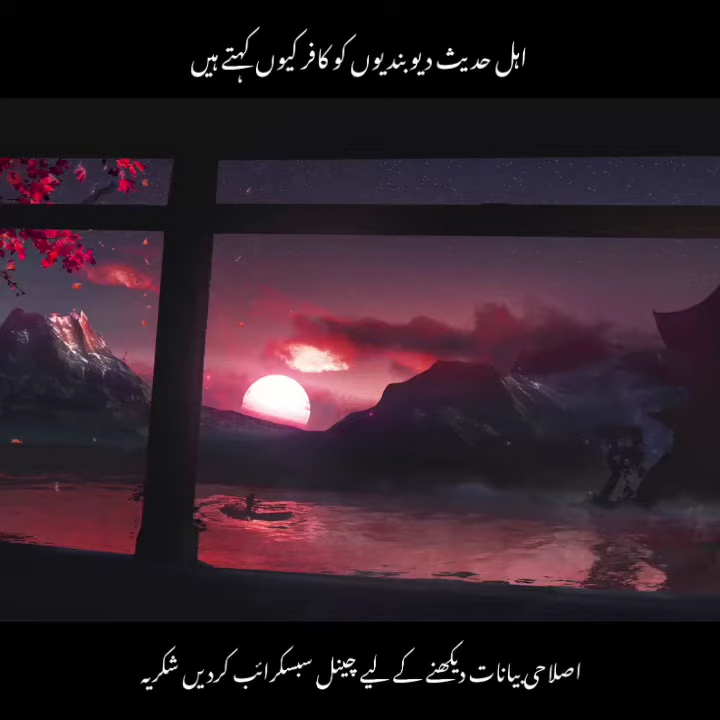 اہل حدیث دیوبندیوں کو کافر کیوں کہتے ہیں
اصلاحی بیانات دیکھنے کے لیے چینل سبسکرائب کردیں شکریہ